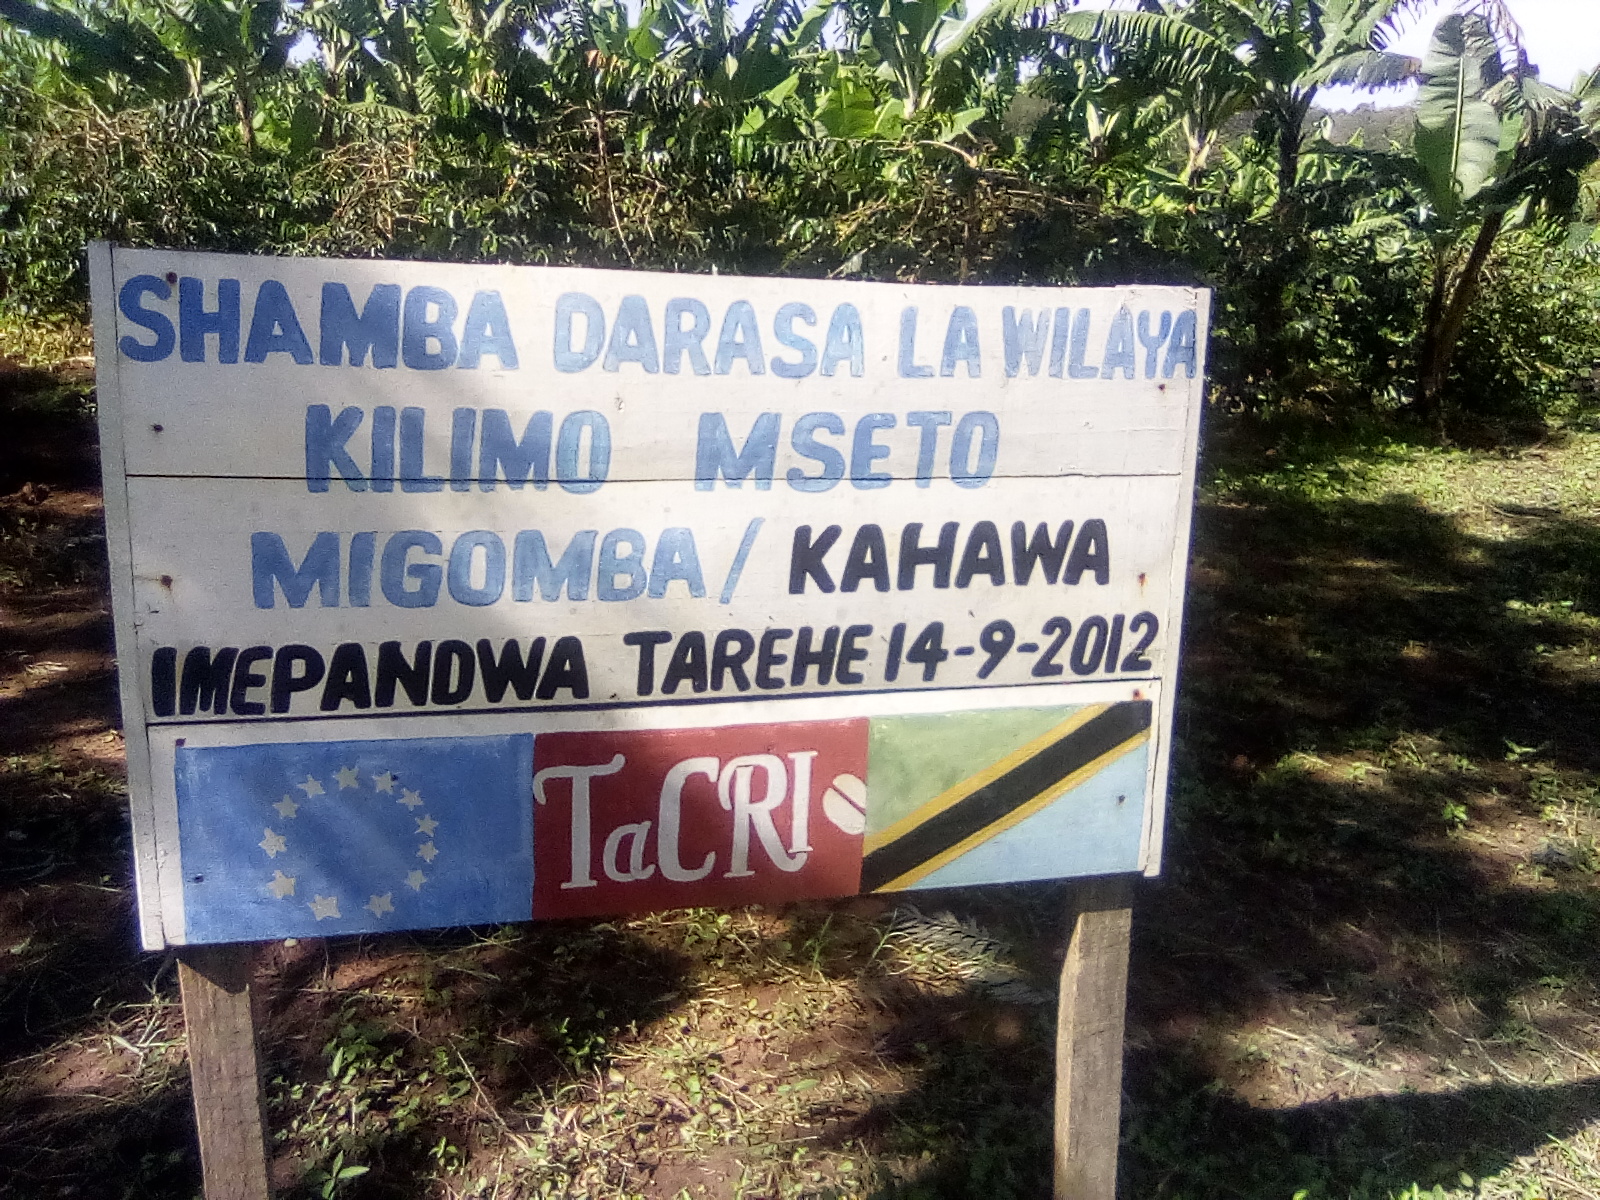 SHAMBA DARASA LA WILAYA
KILIMO MSETO
MIGOMBA/ KAHAWA
IMEPANDWA TAREHE 14-9-2012
TaCRI